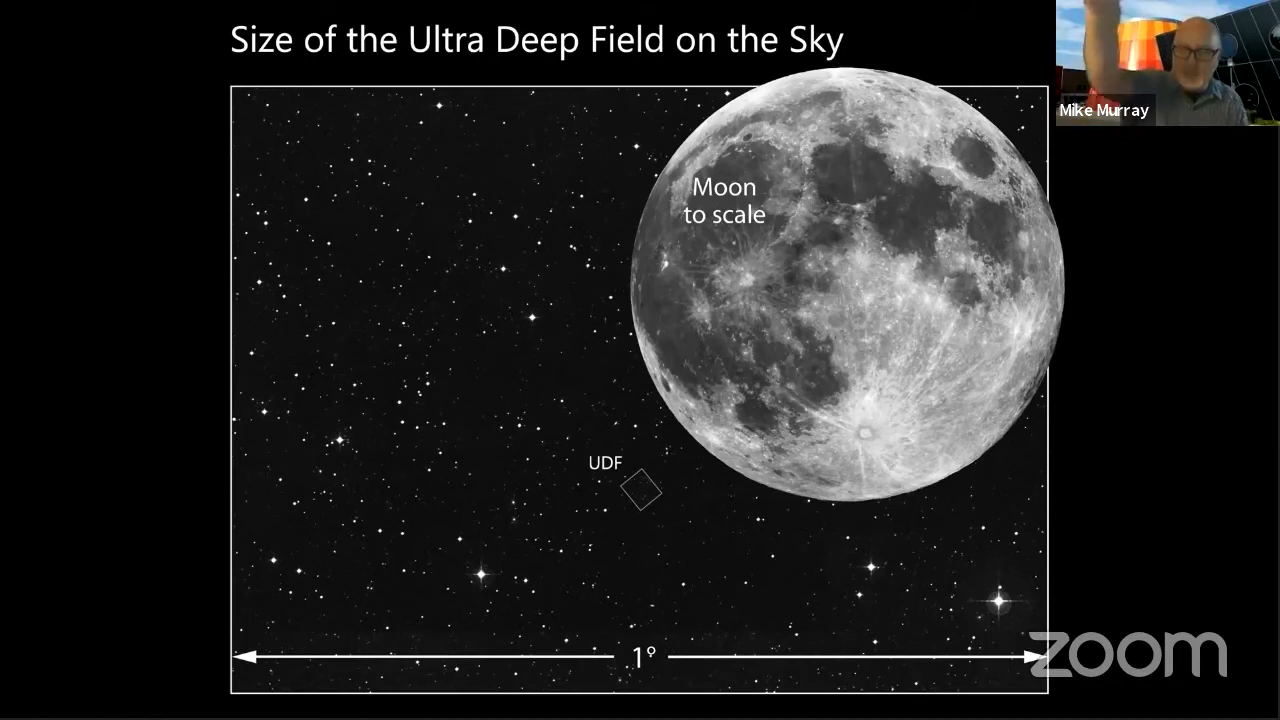 Size of the Ultra Deep Field on the Sky
Mike Murray
Moon
to scale
UDF
1°
zoom